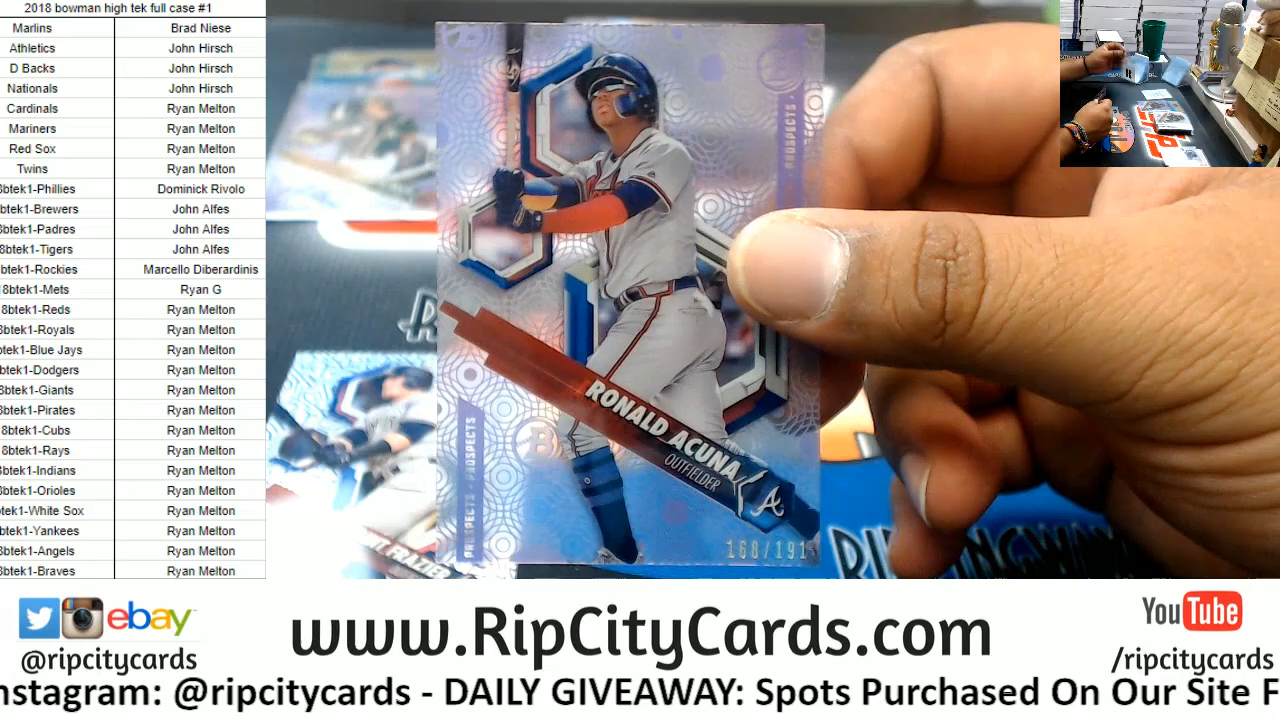 2018 bowman high tek full case #1
Marlins Brad Niese
Athletics John Hirsch
D Backs John Hirsch
Nationals John Hirsch
Cardinals Ryan Melton
Mariners Ryan Melton
Red Sox Ryan Melton
Twins Ryan Melton
8btek1-Phillies Dominick Rivolo
btek1-Brewers John Alfes
btek1-Padres John Alfes
8btek1-Tigers John Alfes
btek1-Rockies Marcello Diberardinis
8btek1-Mets Ryan G
8btek1-Reds Ryan Melton
8btek1-Royals Ryan Melton
tek1-Blue Jays Ryan Melton
btek1-Dodgers Ryan Melton
8btek1-Giants Ryan Melton
8btek1-Pirates Ryan Melton
8btek1-Cubs Ryan Melton
8btek1-Rays Ryan Melton
8btek1-Indians Ryan Melton
8btek1-Orioles Ryan Melton
tek1-White Sox Ryan Melton
btek1-Yankees Ryan Melton
8btek1-Angels Ryan Melton
8btek1-Braves Ryan Melton
PROSPECTS
RONALD ACUNA
OUTFIELDER
A
PROSPECTS · PROSPECTS
B
168/191
FRAZIER
ebay
@ripcitycards
www.RipCityCards.com
YouTube
/ripcitycards
nstagram: @ripcitycards - DAILY GIVEAWAY: Spots Purchased On Our Site F